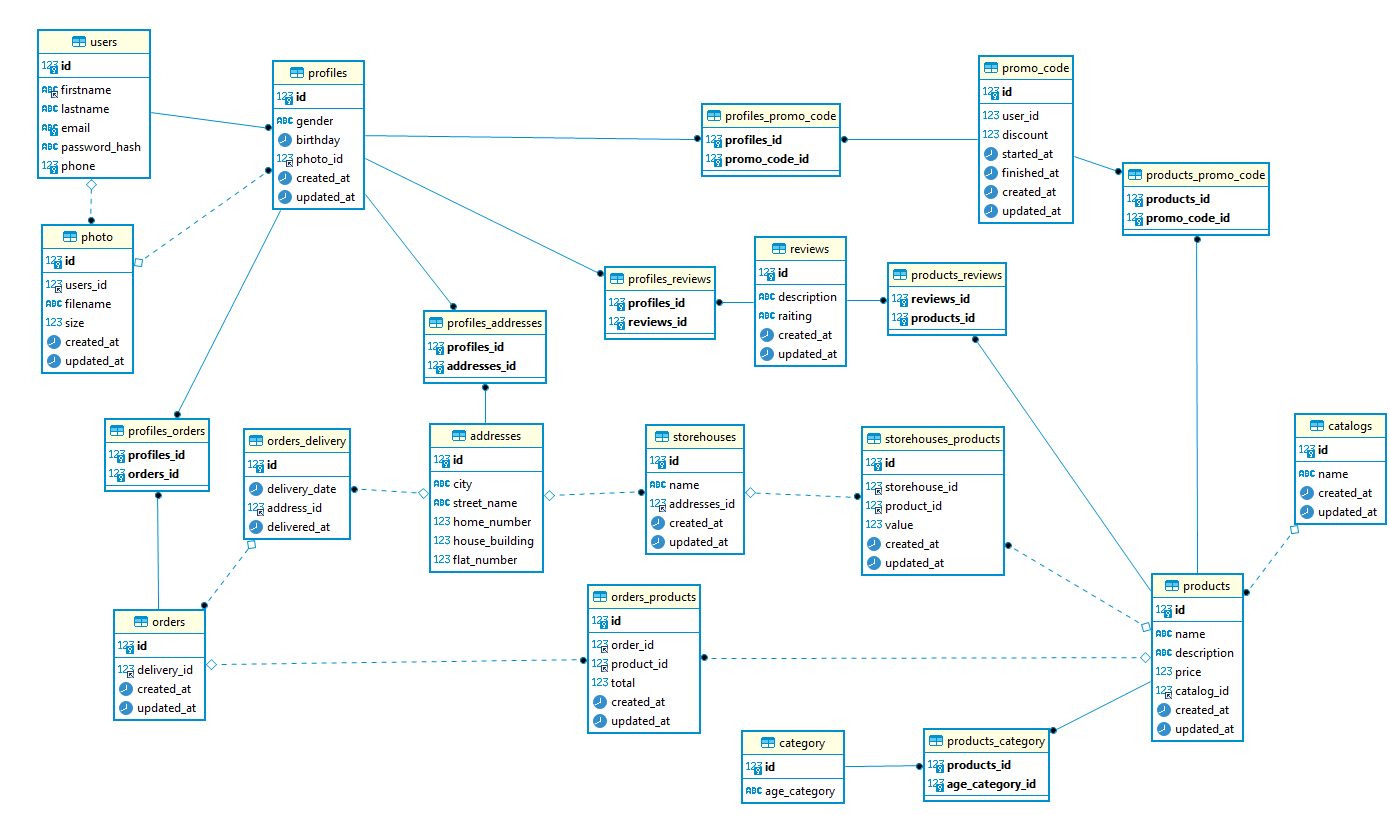 users
id
firstname
lastname
email
password_hash
phone
profiles
id
gender
birthday
photo_id
created_at
updated_at
promo_code
id
user_id
discount
started_at
finished_at
created_at
updated_at
profiles_promo_code
profiles_id
promo_code_id
products_promo_code
products_id
promo_code_id
photo
id
users_id
filename
size
created_at
updated_at
reviews
id
description
raiting
created_at
updated_at
profiles_reviews
profiles_id
reviews_id
products_reviews
reviews_id
products_id
profiles_addresses
profiles_id
addresses_id
profiles_orders
profiles_id
orders_id
orders_delivery
id
delivery_date
address_id
delivered_at
addresses
id
city
street_name
home_number
house_building
flat_number
storehouses
id
name
addresses_id
created_at
updated_at
storehouses_products
id
storehouse_id
product_id
value
created_at
updated_at
catalogs
id
name
created_at
updated_at
orders
id
delivery_id
created_at
updated_at
orders_products
id
order_id
product_id
total
created_at
updated_at
products
id
name
description
price
catalog_id
created_at
updated_at
category
id
age_category
products_category
products_id
age_category_id